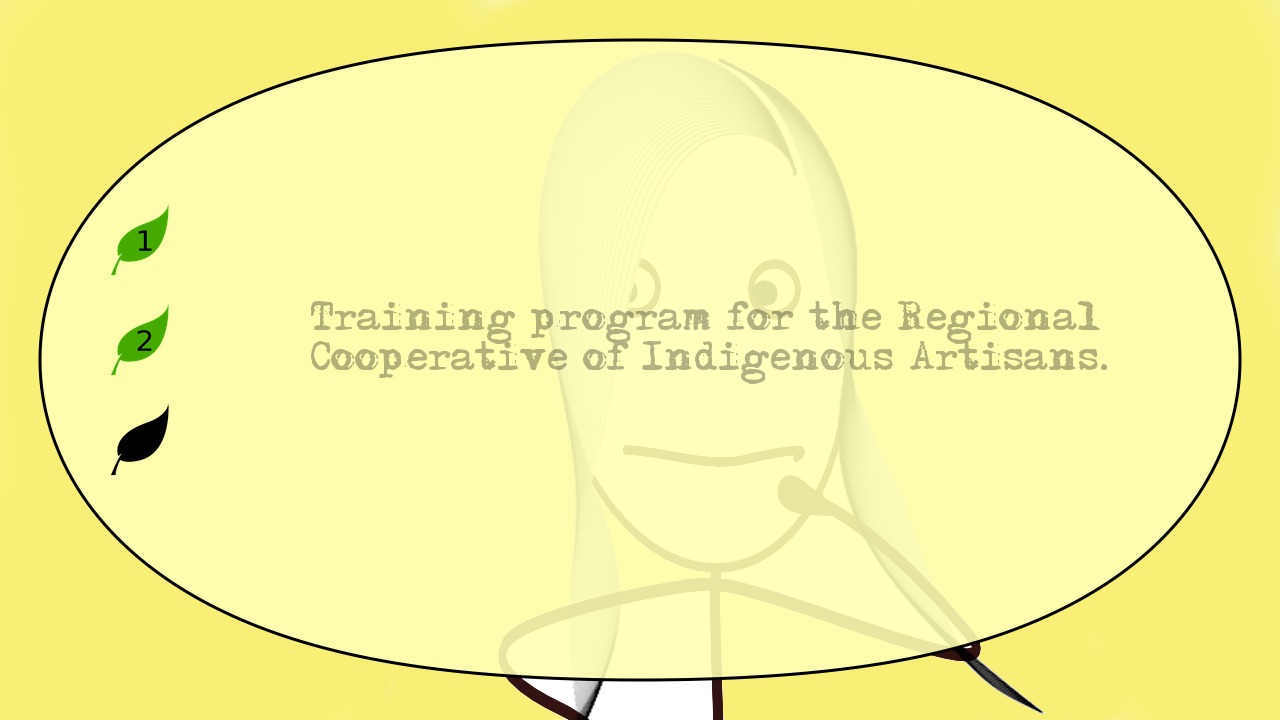 1
2
Training program for the Regional
Cooperative of Indigenous Artisans.